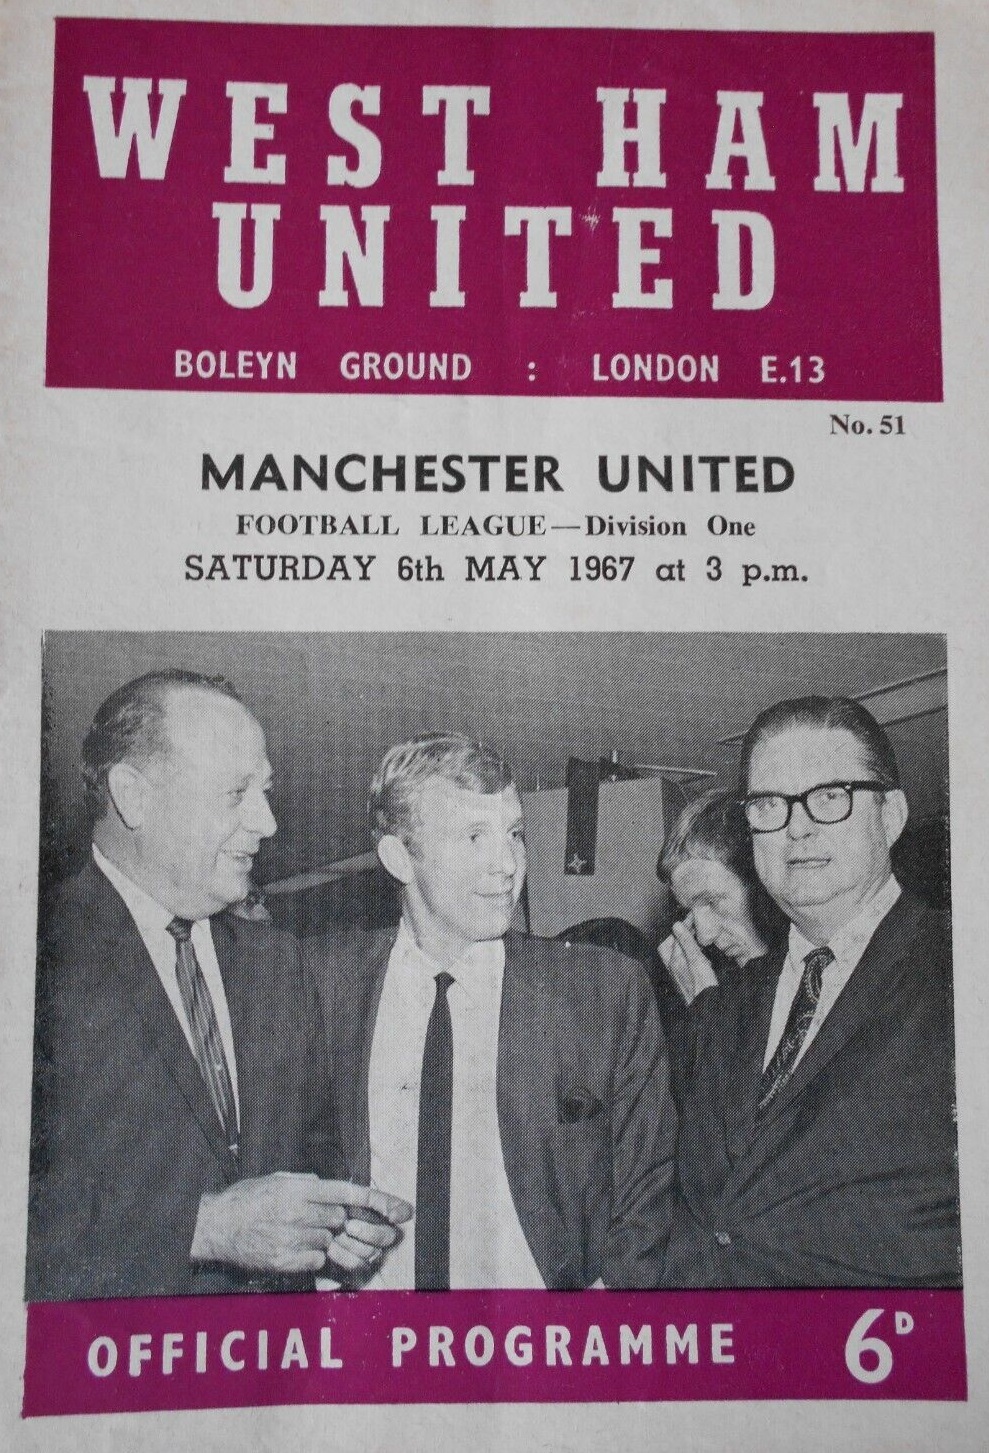 WEST HAM
UNITED
BOLEYN GROUND : LONDON E.13
No. 51
MANCHESTER UNITED
FOOTBALL LEAGUE—Division One
SATURDAY 6th MAY 1967 at 3 p.m.
OFFICIAL PROGRAMME 6D